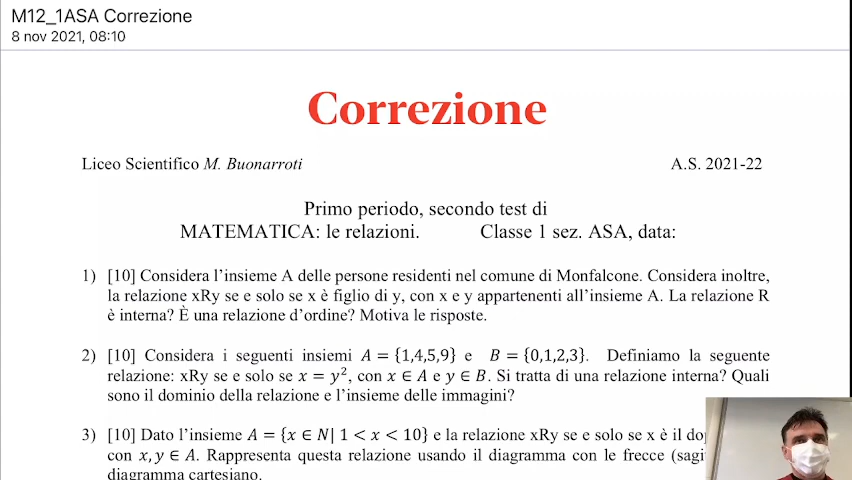 M12_1ASA Correzione
8 nov 2021, 08:10
Correzione
Liceo Scientifico M. Buonarroti A.S. 2021-22
Primo periodo, secondo test di
MATEMATICA: le relazioni. Classe 1 sez. ASA, data:
1) [10] Considera l'insieme A delle persone residenti nel comune di Monfalcone. Considera inoltre,
la relazione xRy se e solo se x è figlio di y, con x e y appartenenti all'insieme A. La relazione R
è interna? È una relazione d'ordine? Motiva le risposte.
2) [10] Considera i seguenti insiemi A = {1,4,5,9} e B = {0,1,2,3}. Definiamo la seguente
relazione: xRy se e solo se x = y², con x ∈ A e y ∈ B. Si tratta di una relazione interna? Quali
sono il dominio della relazione e l'insieme delle immagini?
3) [10] Dato l'insieme A = {x ∈ N| 1 < x < 10} e la relazione xRy se e solo se x è il
con x, y ∈ A. Rappresenta questa relazione usando il diagramma con le frecce
diagramma cartesiano.